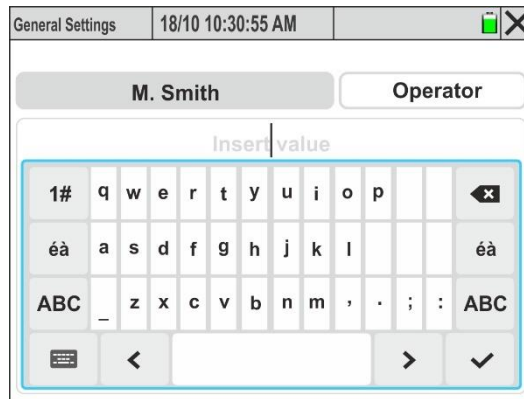 General Settings 18/10 10:30:55 AM
M. Smith Operator
Insert value
1# q w e r t y u i o p
éà a s d f g h j k l éà
ABC _ z x c v b n m , . ; : ABC
< >